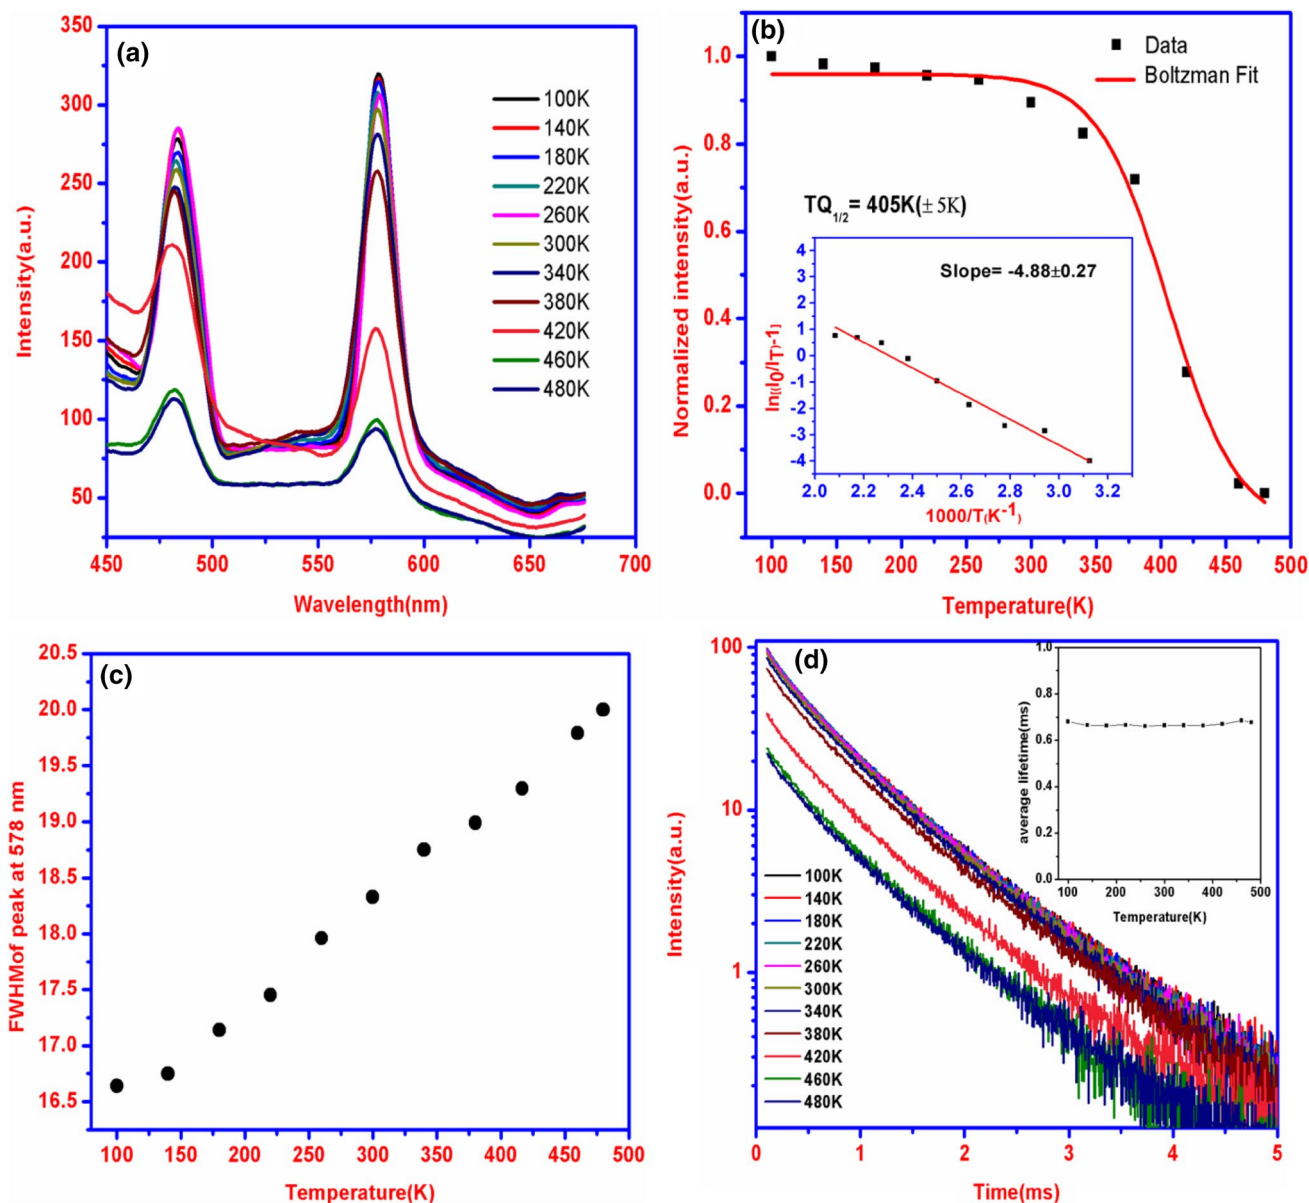 (a)
350
300
250
200
150
100
50
Intensity(a.u.)
100K
140K
180K
220K
260K
300K
340K
380K
420K
460K
480K
450 500 550 600 650 700
Wavelength(nm)
(b)
1.0
0.8
0.6
0.4
0.2
0.0
Normalized intensity(a.u.)
Data
Boltzman Fit
TQ1/2= 405K(± 5K)
4
3
2
1
0
-1
-2
-3
-4
ln[(I0/IT)-1)
Slope= -4.88±0.27
2.0 2.2 2.4 2.6 2.8 3.0 3.2
1000/T(K-1)
100 150 200 250 300 350 400 450 500
Temperature(K)
(c)
20.5
20.0
19.5
19.0
18.5
18.0
17.5
17.0
16.5
FWHMof peak at 578 nm
100 150 200 250 300 350 400 450 500
Temperature(K)
(d)
100
10
1
Intensity(a.u.)
1.0
0.8
0.6
0.4
0.2
0.0
average lifetime(ms)
100 200 300 400 500
Temperature(K)
100K
140K
180K
220K
260K
300K
340K
380K
420K
460K
480K
0 1 2 3 4 5
Time(ms)